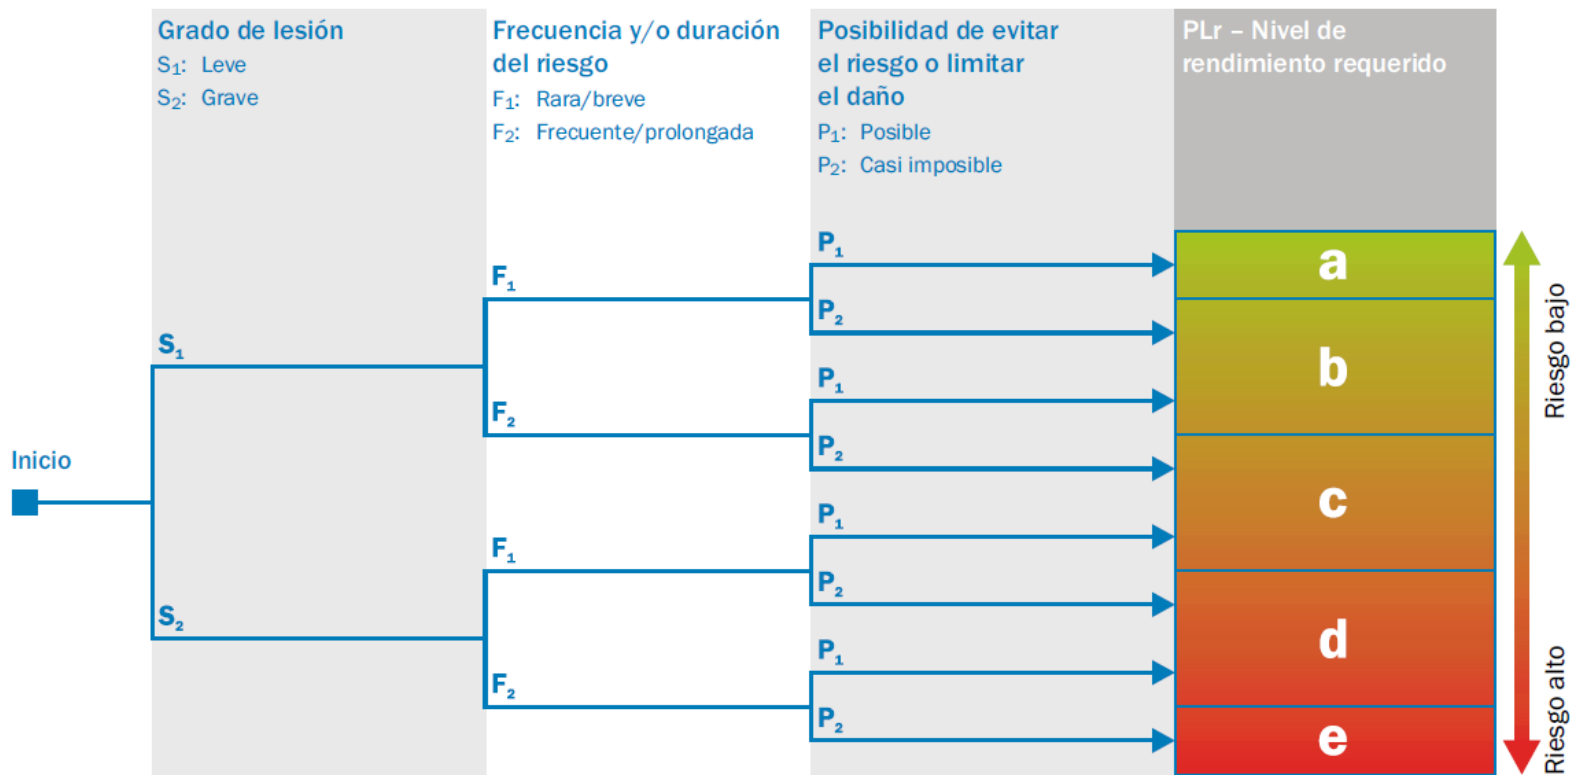 Grado de lesión
S₁: Leve
S₂: Grave
Frecuencia y/o duración
del riesgo
F₁: Rara/breve
F₂: Frecuente/prolongada
Posibilidad de evitar
el riesgo o limitar
el daño
P₁: Posible
P₂: Casi imposible
PLr – Nivel de
rendimiento requerido
Inicio
S₁
S₂
F₁
F₂
F₁
F₂
P₁
P₂
P₁
P₂
P₁
P₂
P₁
P₂
a
b
c
d
e
Riesgo bajo
Riesgo alto